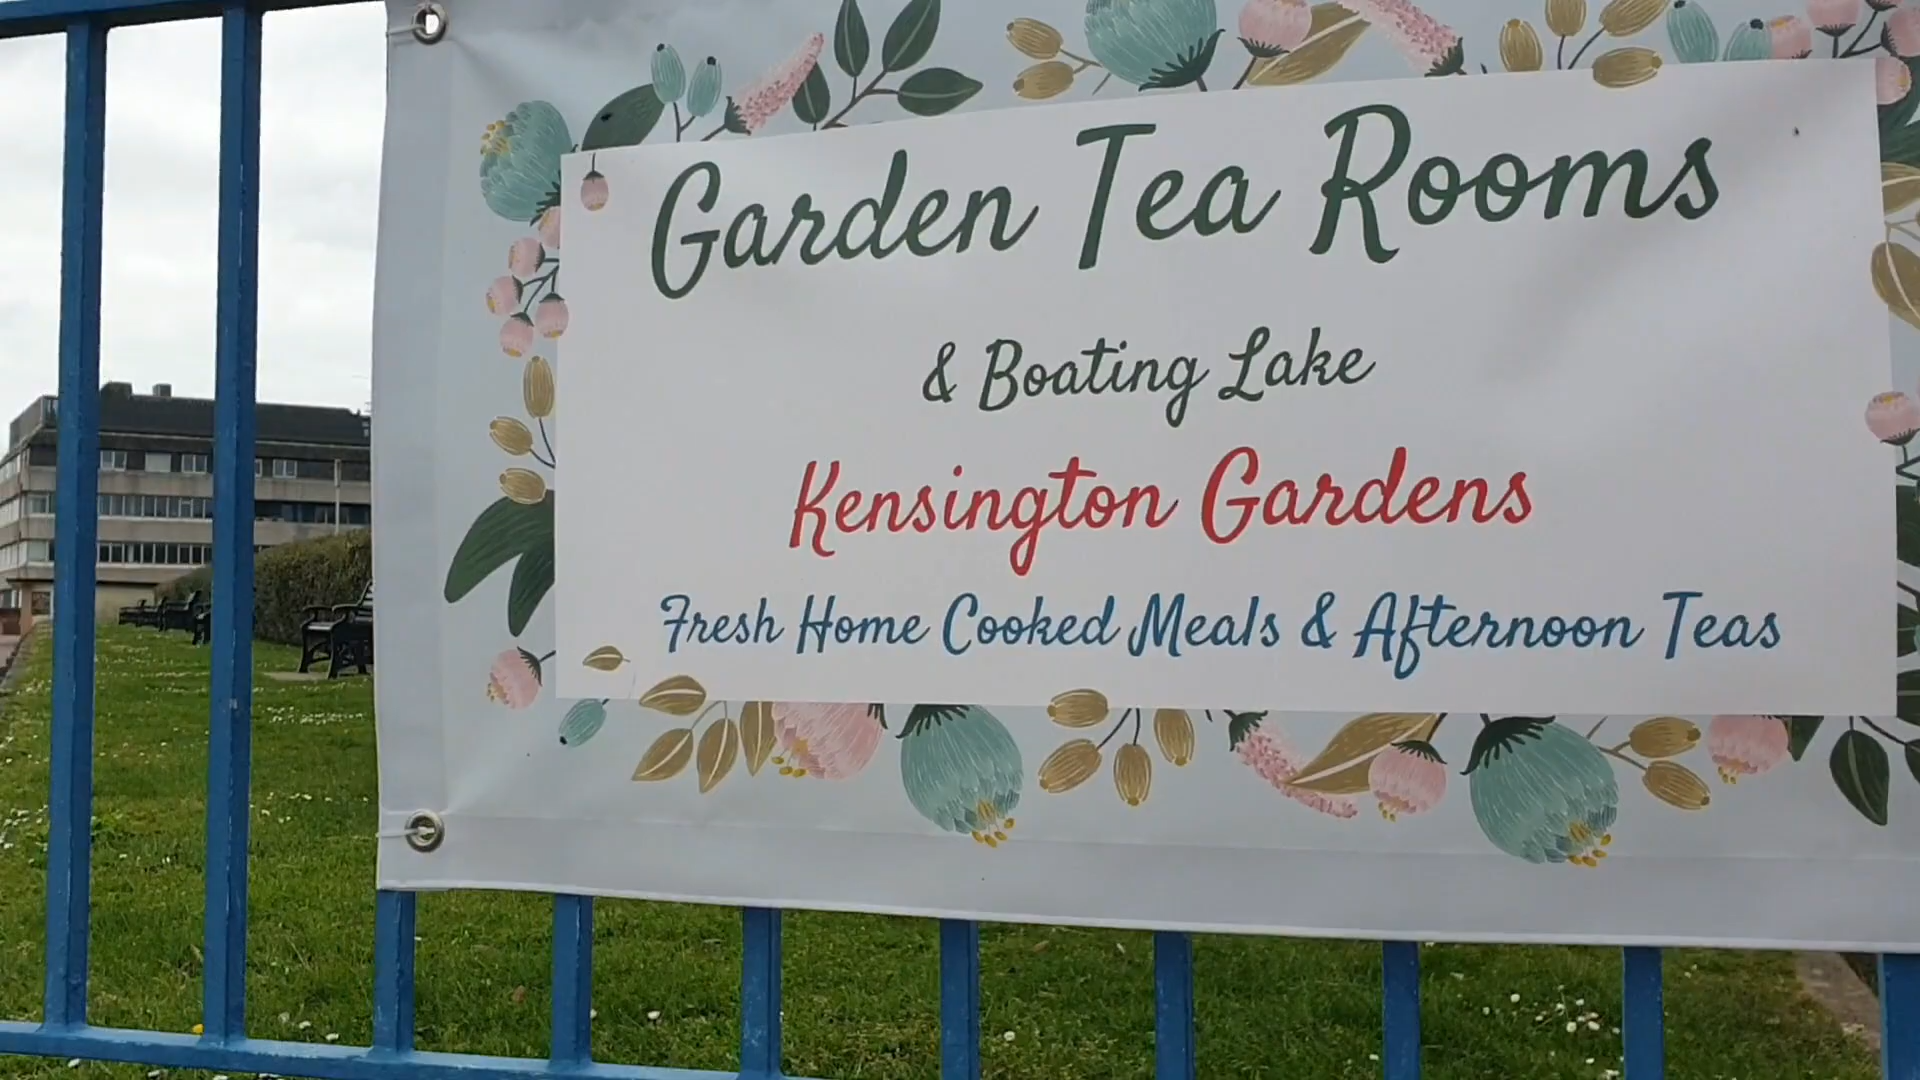 Garden Tea Rooms
& Boating Lake
Kensington Gardens
Fresh Home Cooked Meals & Afternoon Teas